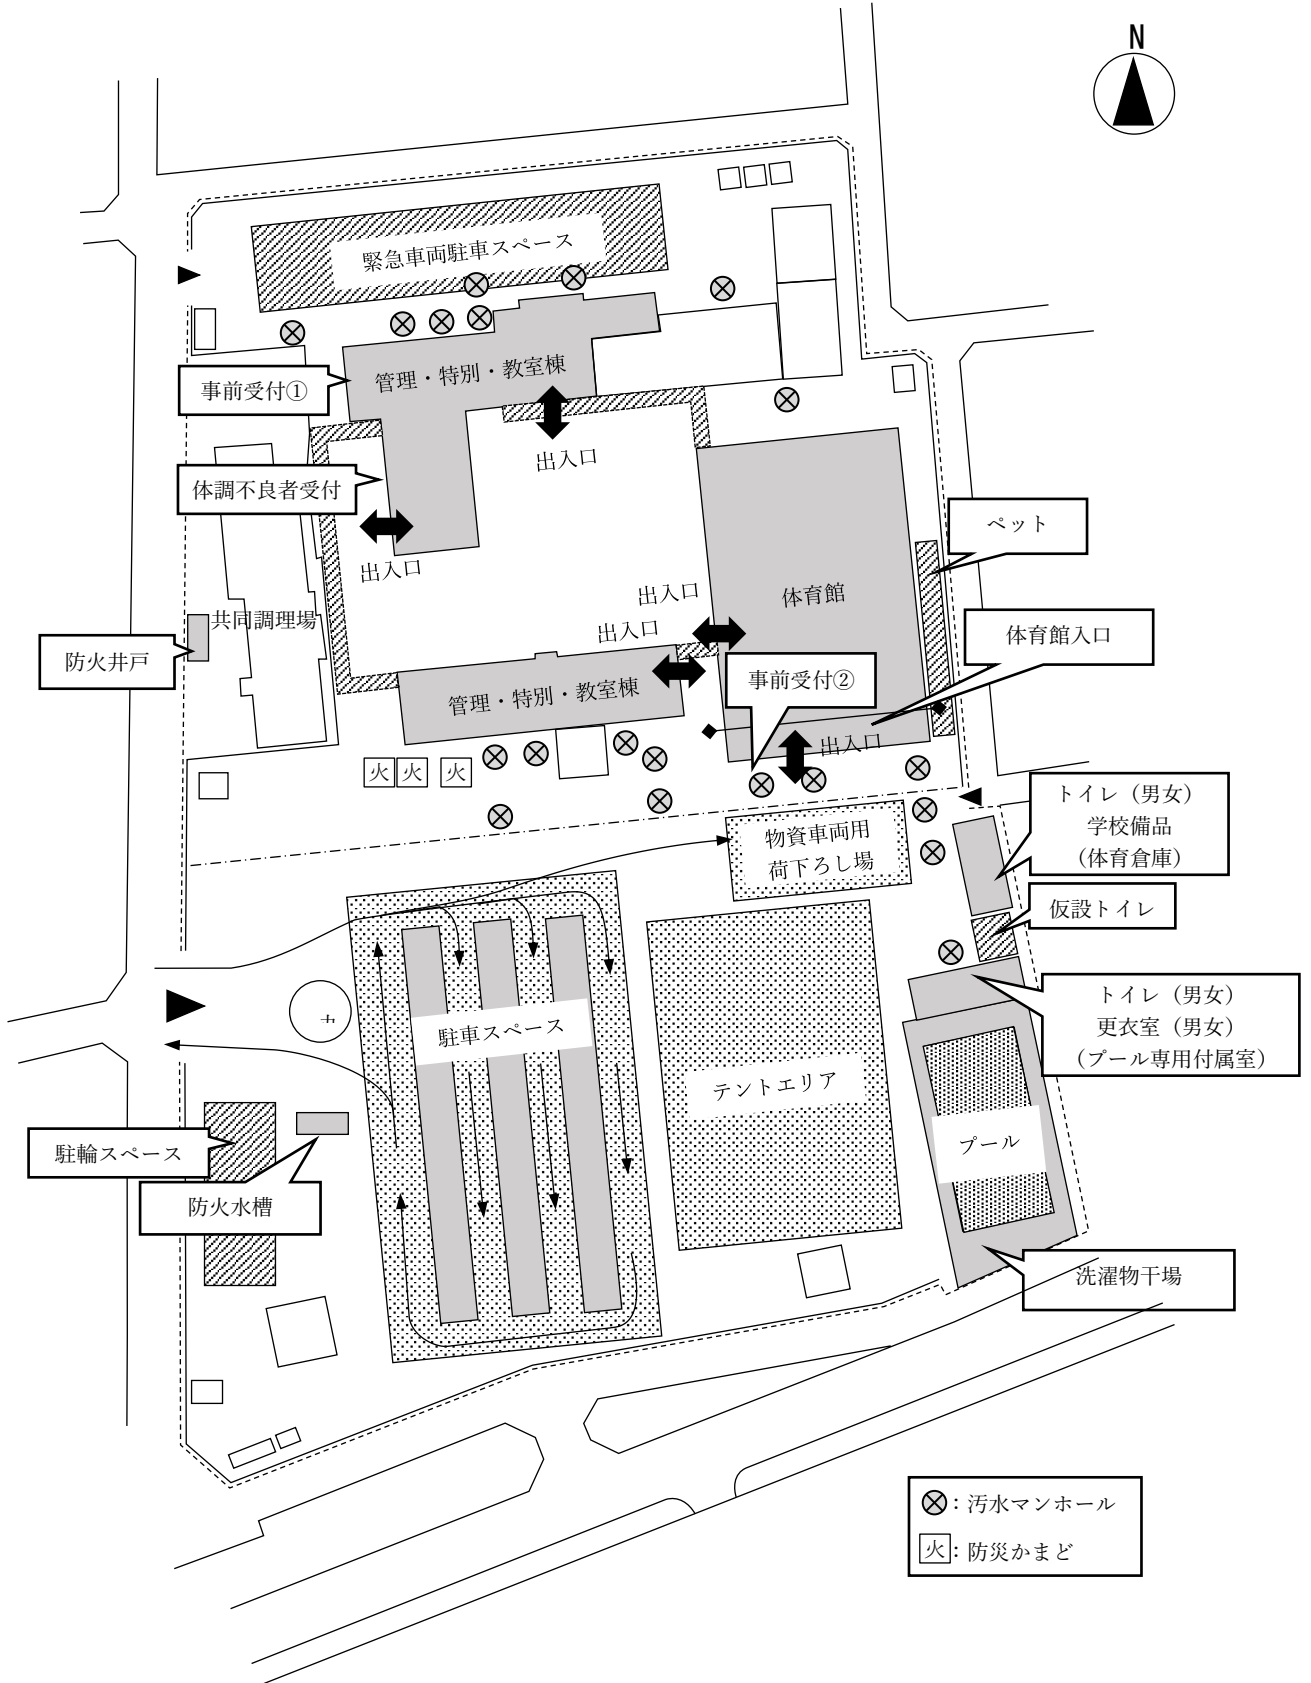 N
緊急車両駐車スペース
管理・特別・教室棟
事前受付①
出入口
体調不良者受付
ペット
出入口
出入口
体育館
共同調理場
出入口
体育館入口
防火井戸
管理・特別・教室棟
事前受付②
出入口
火
火
火
トイレ（男女）
学校備品
（体育倉庫）
物資車両用
荷下ろし場
仮設トイレ
トイレ（男女）
更衣室（男女）
（プール専用付属室）
駐車スペース
テントエリア
プール
駐輪スペース
防火水槽
洗濯物干場
：汚水マンホール
火：防災かまど